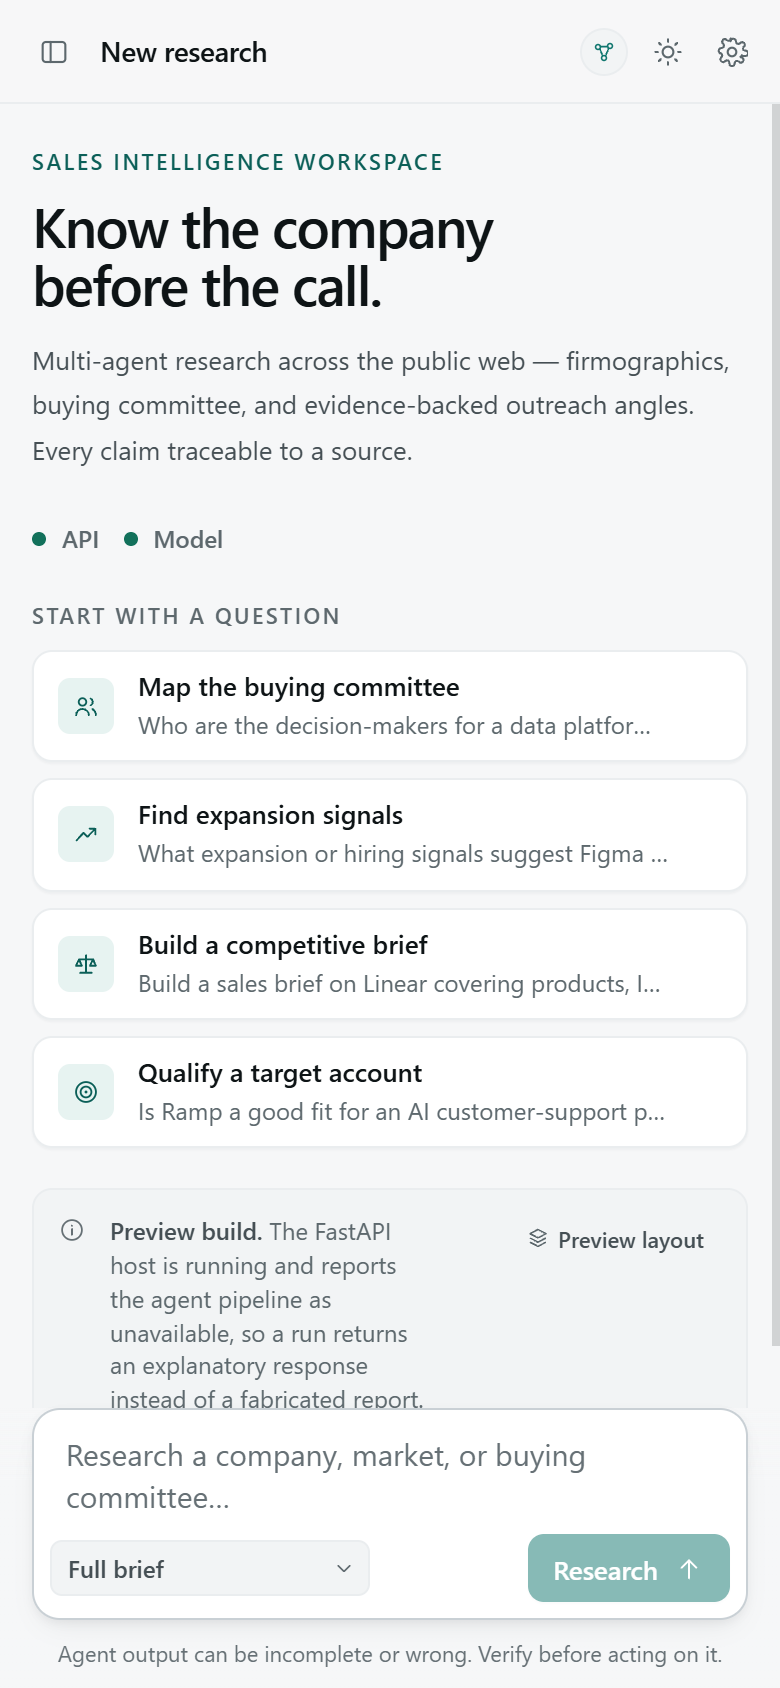 New research
SALES INTELLIGENCE WORKSPACE
Know the company
before the call.
Multi-agent research across the public web — firmographics,
buying committee, and evidence-backed outreach angles.
Every claim traceable to a source.
API Model
START WITH A QUESTION
Map the buying committee
Who are the decision-makers for a data platfor...
Find expansion signals
What expansion or hiring signals suggest Figma ...
Build a competitive brief
Build a sales brief on Linear covering products, I...
Qualify a target account
Is Ramp a good fit for an AI customer-support p...
Preview build. The FastAPI
host is running and reports
the agent pipeline as
unavailable, so a run returns
an explanatory response
instead of a fabricated report.
Preview layout
Research a company, market, or buying
committee...
Full brief
Research
Agent output can be incomplete or wrong. Verify before acting on it.